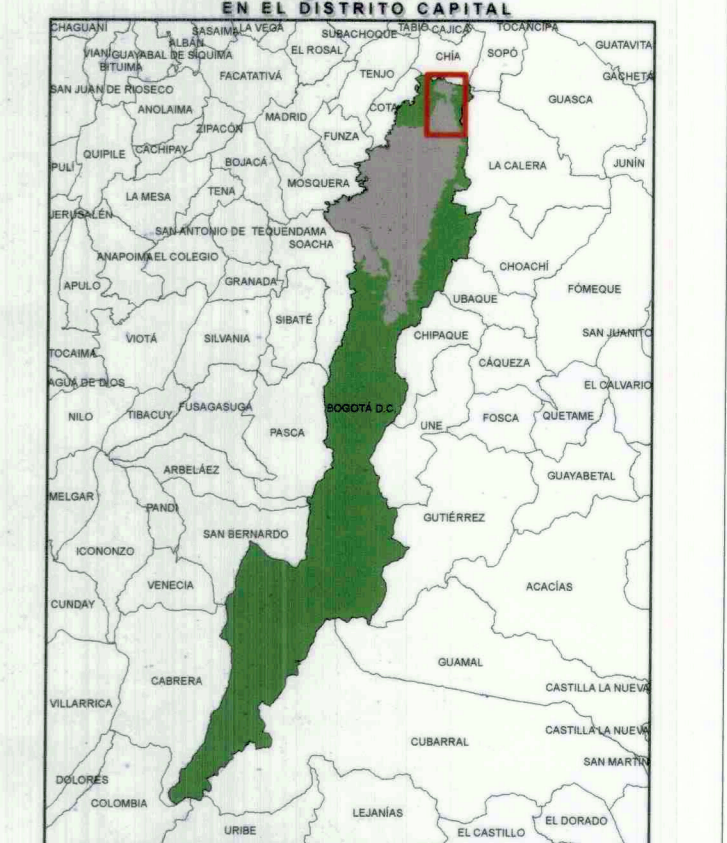 EN EL DISTRITO CAPITAL
CHAGUANÍ
SASAIMA
LA VEGA
SUBACHOQUE
TABIO
CAJICÁ
TOCANCIPÁ
ALBÁN
VIANÍ
GUAYABAL DE SÍQUIMA
EL ROSAL
CHÍA
SOPÓ
GUATAVITA
BITUIMA
FACATATIVÁ
TENJO
GACHETÁ
SAN JUAN DE RIOSECO
ANOLAIMA
MADRID
COTA
GUASCA
ZIPACÓN
FUNZA
QUIPILE
CACHIPAY
PULÍ
BOJACÁ
LA CALERA
JUNÍN
MOSQUERA
LA MESA
TENA
JERUSALÉN
SAN ANTONIO DE TEQUENDAMA
SOACHA
ANAPOIMA
EL COLEGIO
CHOACHÍ
APULO
GRANADA
FÓMEQUE
UBAQUE
SIBATÉ
VIOTÁ
SILVANIA
CHIPAQUE
SAN JUANITO
TOCAIMA
CÁQUEZA
AGUA DE DIOS
EL CALVARIO
NILO
TIBACUY
FUSAGASUGA
BOGOTÁ D.C.
FOSCA
QUETAME
UNE
PASCA
ARBELÁEZ
GUAYABETAL
MELGAR
PANDI
GUTIÉRREZ
SAN BERNARDO
ICONONZO
VENECIA
ACACÍAS
CUNDAY
GUAMAL
CABRERA
CASTILLA LA NUEVA
VILLARRICA
CASTILLA LA NUEVA
CUBARRAL
SAN MARTÍN
DOLORES
COLOMBIA
LEJANÍAS
EL DORADO
URIBE
EL CASTILLO